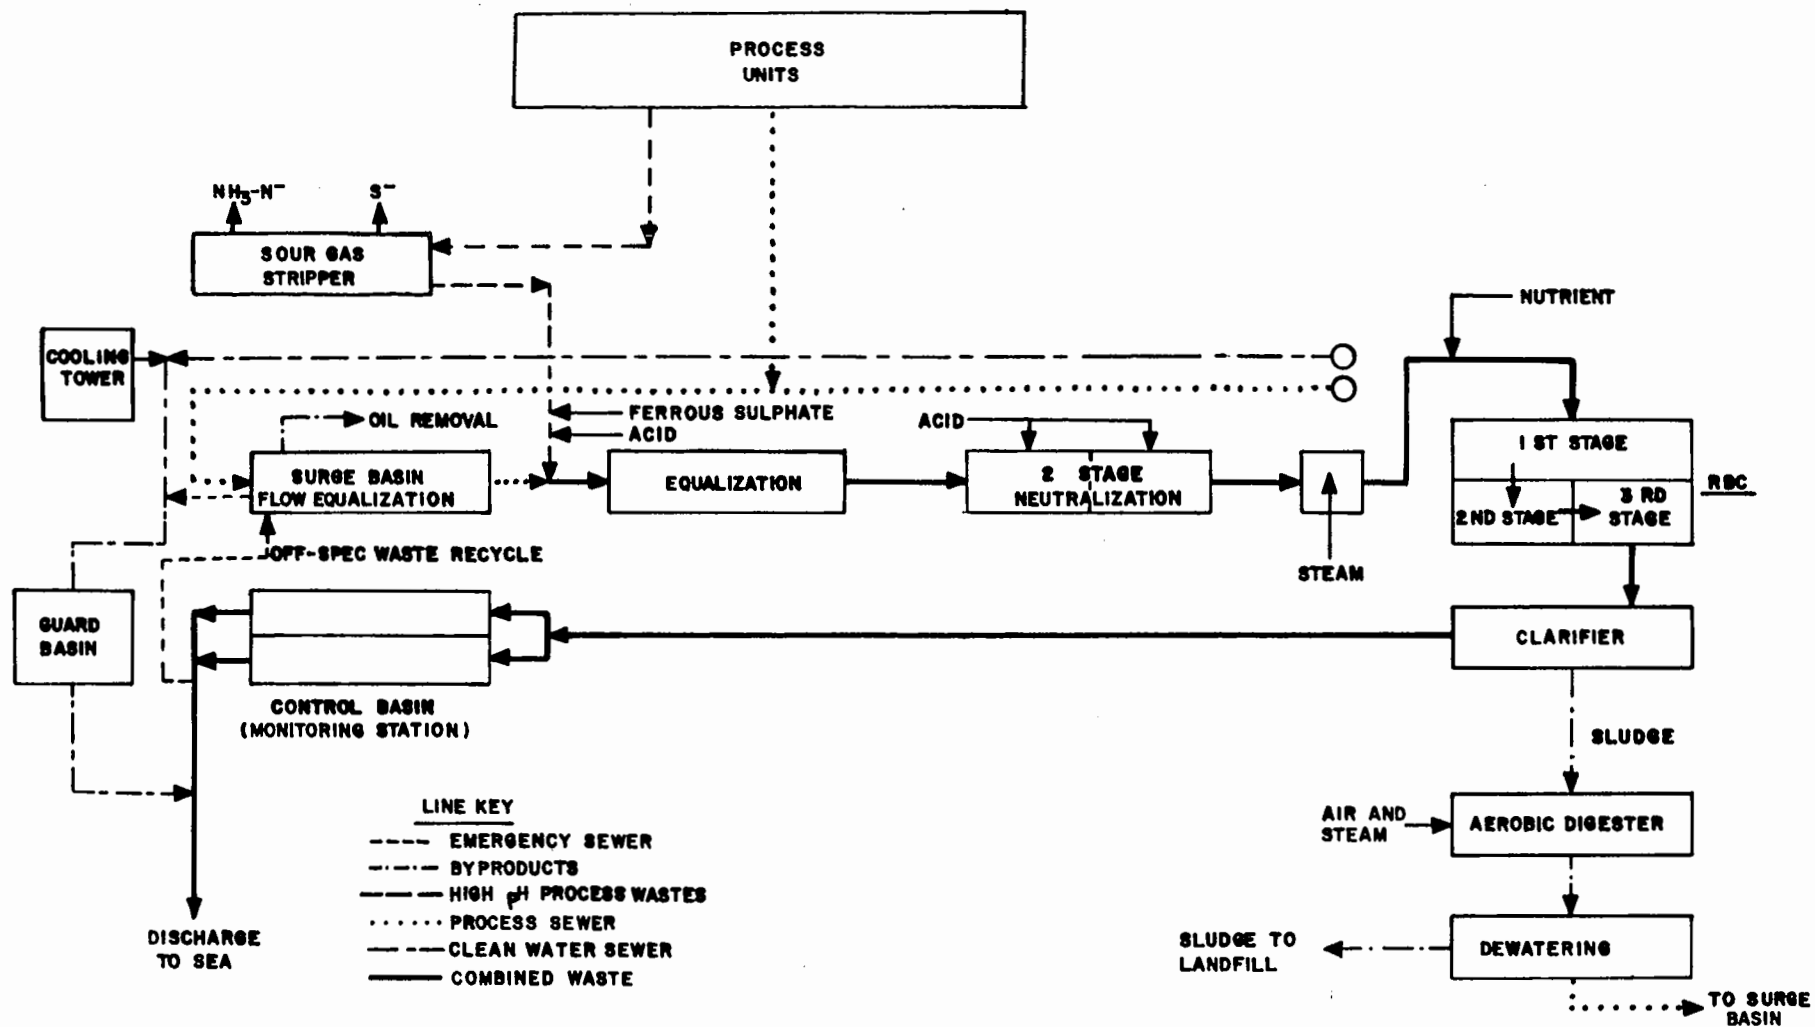 PROCESS
UNITS
NH3-N-
S-
SOUR GAS
STRIPPER
NUTRIENT
COOLING
TOWER
OIL REMOVAL
FERROUS SULPHATE
ACID
ACID
1 ST STAGE
SURGE BASIN
FLOW EQUALIZATION
EQUALIZATION
2 STAGE
NEUTRALIZATION
2ND STAGE
3 RD
STAGE
RBC
OFF-SPEC WASTE RECYCLE
STEAM
GUARD
BASIN
CLARIFIER
CONTROL BASIN
(MONITORING STATION)
SLUDGE
LINE KEY
EMERGENCY SEWER
BYPRODUCTS
HIGH pH PROCESS WASTES
PROCESS SEWER
CLEAN WATER SEWER
COMBINED WASTE
AIR AND
STEAM
AEROBIC DIGESTER
DISCHARGE
TO SEA
SLUDGE TO
LANDFILL
DEWATERING
TO SURGE
BASIN